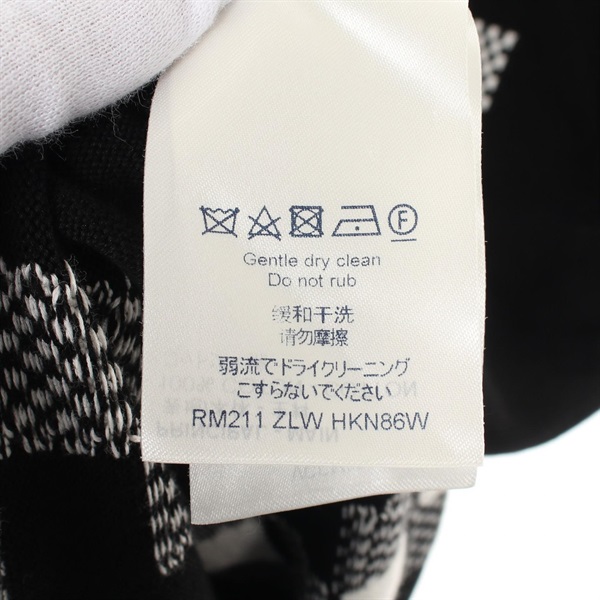 F
Gentle dry clean
Do not rub
缓和干洗
请勿摩擦
弱流でドライクリーニング
こすらないでください
RM211 ZLW HKN86W